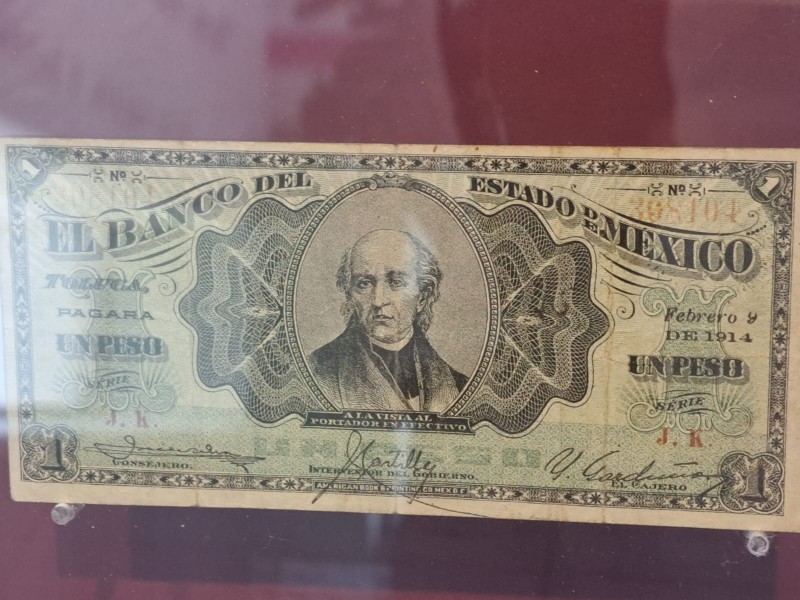 1
1
Nº
Nº
398104
EL BANCO DEL
ESTADO DE MEXICO
TOLUCA,
PAGARA
UN PESO
SERIE
J. K
Febrero 9
DE 1914
UN PESO
SERIE
J. K
A LA VISTA AL
PORTADOR EN EFECTIVO
1
CONSEJERO.
INTERVENTOR DEL GOBIERNO.
EL CAJERO
1
AMERICAN BOOK & PRINTING CO MEXICO